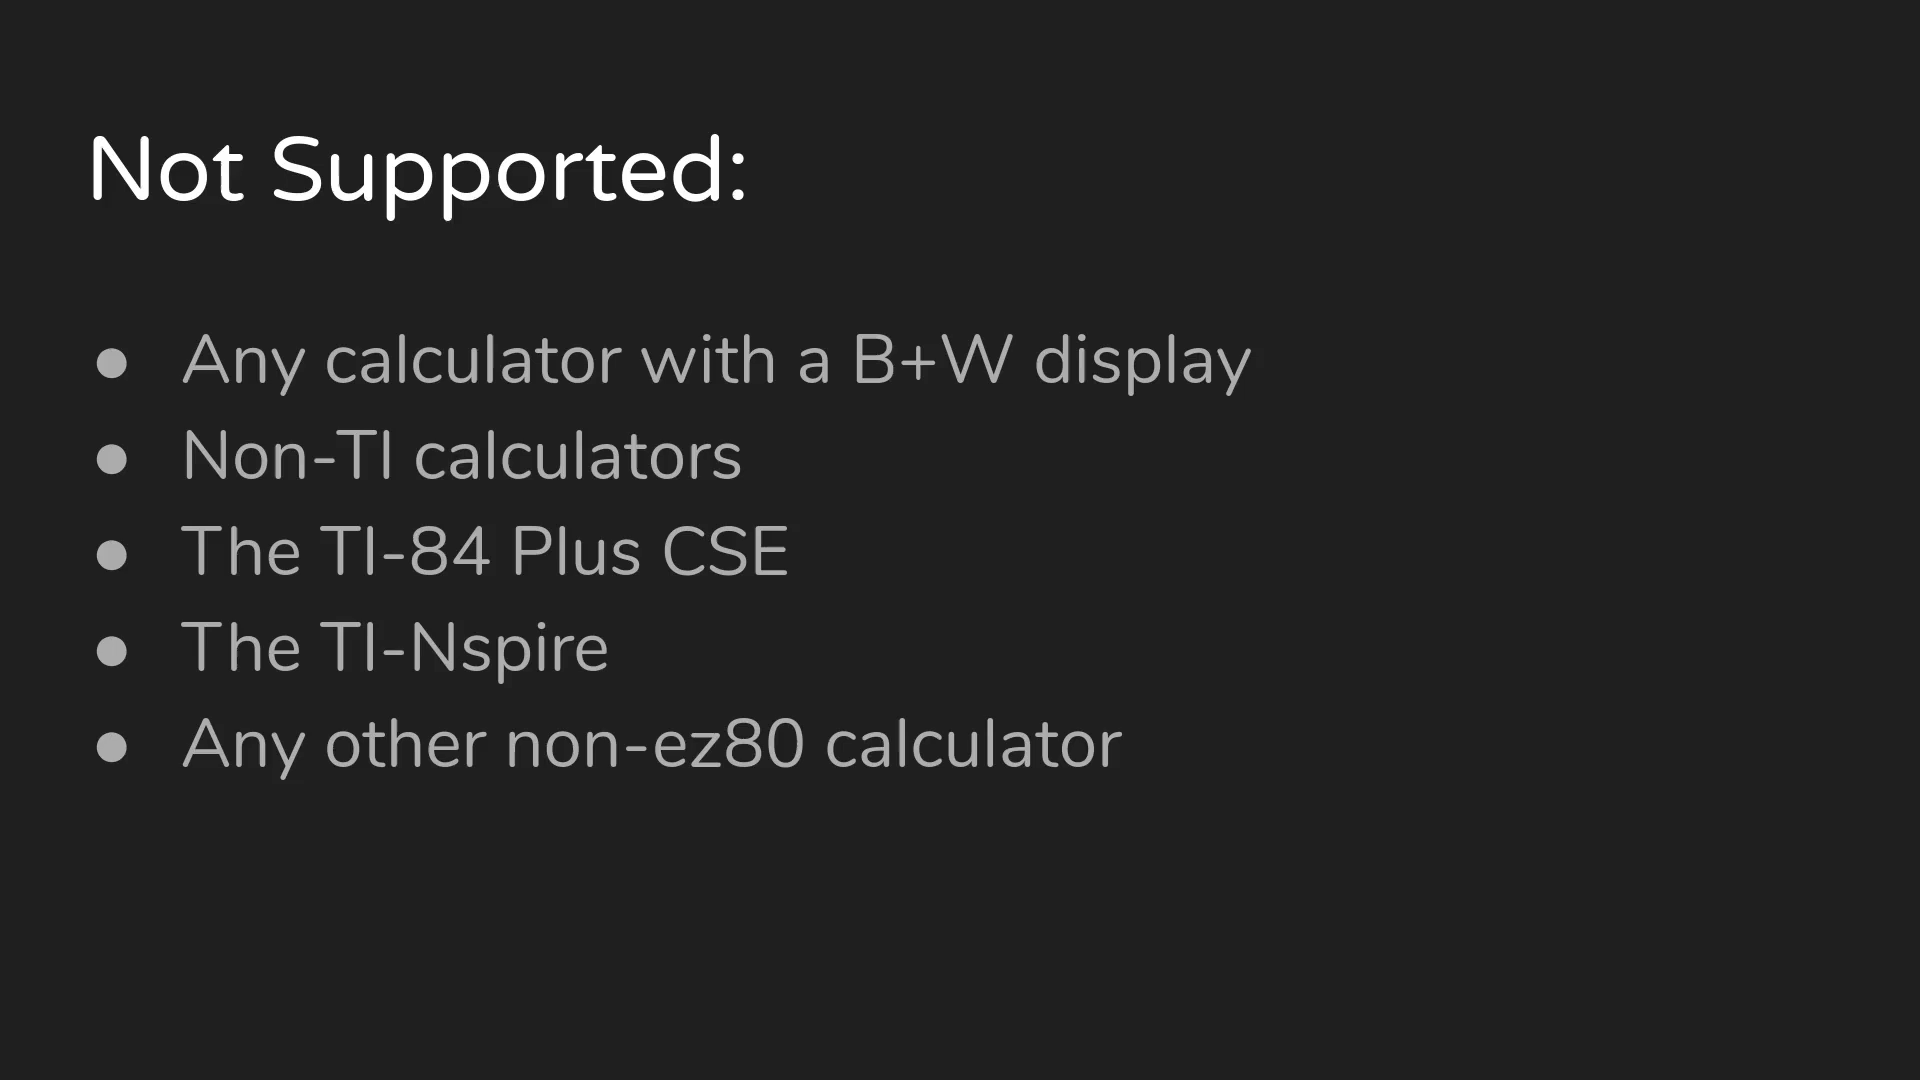 Not Supported:
● Any calculator with a B+W display
● Non-TI calculators
● The TI-84 Plus CSE
● The TI-Nspire
● Any other non-ez80 calculator